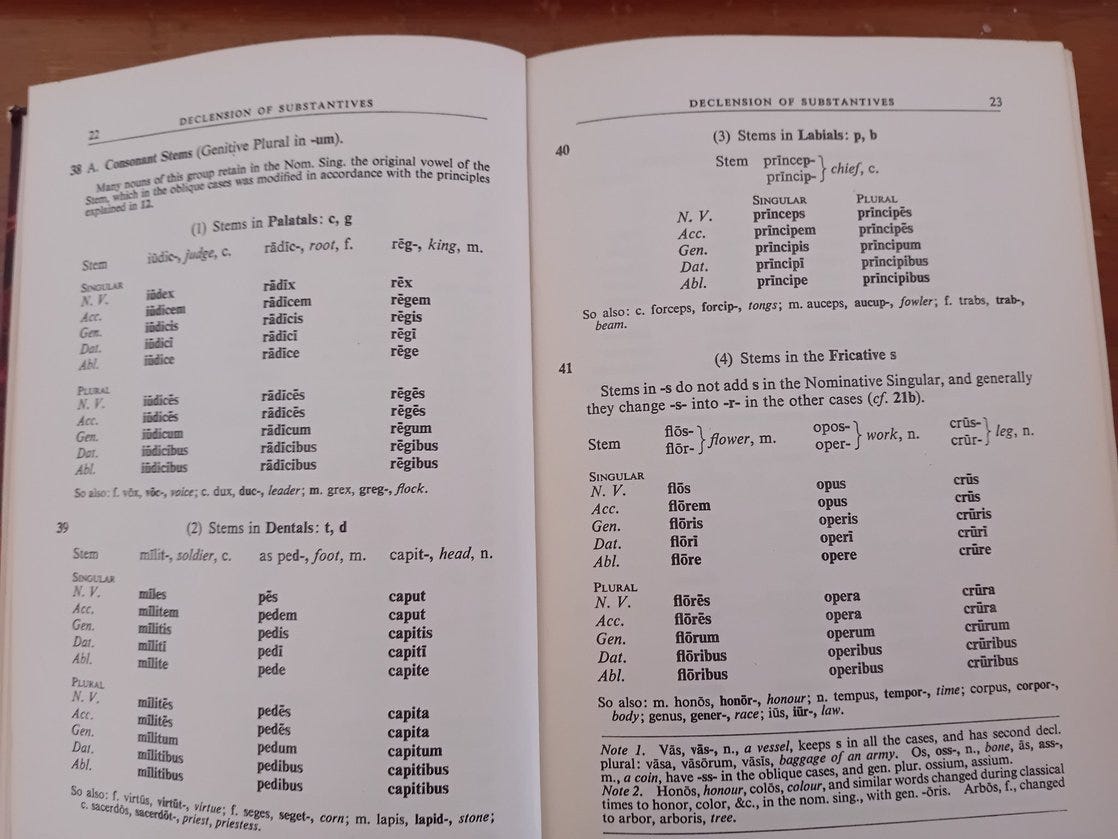 22
DECLENSION OF SUBSTANTIVES
38 A. Consonant Stems (Genitive Plural in -um).
Many nouns of this group retain in the Nom. Sing. the original vowel of the
Stem, which in the oblique cases was modified in accordance with the principles
explained in 12.
(1) Stems in Palatals: c, g
Stem iūdic-, judge, c. rādīc-, root, f. rēg-, king, m.
SINGULAR
N. V. iūdex rādīx rēx
Acc. iūdicem rādīcem rēgem
Gen. iūdicis rādīcis rēgis
Dat. iūdicī rādīcī rēgī
Abl. iūdice rādīce rēge
PLURAL
N. V. iūdicēs rādīcēs rēgēs
Acc. iūdicēs rādīcēs rēgēs
Gen. iūdicum rādīcum rēgum
Dat. iūdicibus rādīcibus rēgibus
Abl. iūdicibus rādīcibus rēgibus
So also: f. vōx, vōc-, voice; c. dux, duc-, leader; m. grex, greg-, flock.
39
(2) Stems in Dentals: t, d
Stem mīlit-, soldier, c. as ped-, foot, m. capit-, head, n.
SINGULAR
N. V. mīles pēs caput
Acc. mīlitem pedem caput
Gen. mīlitis pedis capitis
Dat. mīlitī pedī capitī
Abl. mīlite pede capite
PLURAL
N. V. mīlitēs pedēs capita
Acc. mīlitēs pedēs capita
Gen. mīlitum pedum capitum
Dat. mīlitibus pedibus capitibus
Abl. mīlitibus pedibus capitibus
So also: f. virtūs, virtūt-, virtue; f. seges, seget-, corn; m. lapis, lapid-, stone;
c. sacerdōs, sacerdōt-, priest, priestess.
DECLENSION OF SUBSTANTIVES
23
40
(3) Stems in Labials: p, b
Stem prīncep-
prīncip- } chief, c.
SINGULAR PLURAL
N. V. prīnceps prīncipēs
Acc. prīncipem prīncipēs
Gen. prīncipis prīncipum
Dat. prīncipī prīncipibus
Abl. prīncipe prīncipibus
So also: c. forceps, forcip-, tongs; m. auceps, aucup-, fowler; f. trabs, trab-,
beam.
41
(4) Stems in the Fricative s
Stems in -s do not add s in the Nominative Singular, and generally
they change -s- into -r- in the other cases (cf. 21b).
Stem flōs- opos- crūs-
flōr- } flower, m. oper- } work, n. crūr- } leg, n.
SINGULAR
N. V. flōs opus crūs
Acc. flōrem opus crūs
Gen. flōris operis crūris
Dat. flōrī operī crūrī
Abl. flōre opere crūre
PLURAL
N. V. flōrēs opera crūra
Acc. flōrēs opera crūra
Gen. flōrum operum crūrum
Dat. flōribus operibus crūribus
Abl. flōribus operibus crūribus
So also: m. honōs, honōr-, honour; n. tempus, tempor-, time; corpus, corpor-,
body; genus, gener-, race; iūs, iūr-, law.
Note 1. Vās, vās-, n., a vessel, keeps s in all the cases, and has second decl.
plural: vāsa, vāsōrum, vāsīs, baggage of an army. Os, oss-, n., bone, ās, ass-,
m., a coin, have -ss- in the oblique cases, and gen. plur. ossium, assium.
Note 2. Honōs, honour, colōs, colour, and similar words changed during classical
times to honor, color, &c., in the nom. sing., with gen. -ōris. Arbōs, f., changed
to arbor, arboris, tree.